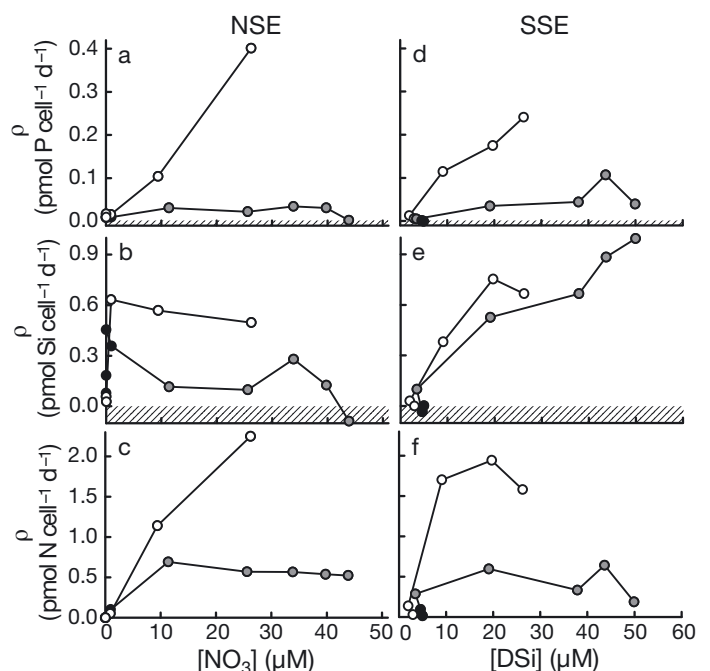 NSE
SSE
a
0.4
0.3
0.2
0.1
0.0
ρ
(pmol P cell⁻¹ d⁻¹)
d
b
0.9
0.6
0.3
0.0
ρ
(pmol Si cell⁻¹ d⁻¹)
e
c
2.0
1.5
1.0
0.5
0.0
ρ
(pmol N cell⁻¹ d⁻¹)
f
0 10 20 30 40 50
0 10 20 30 40 50 60
[NO₃] (µM)
[DSi] (µM)